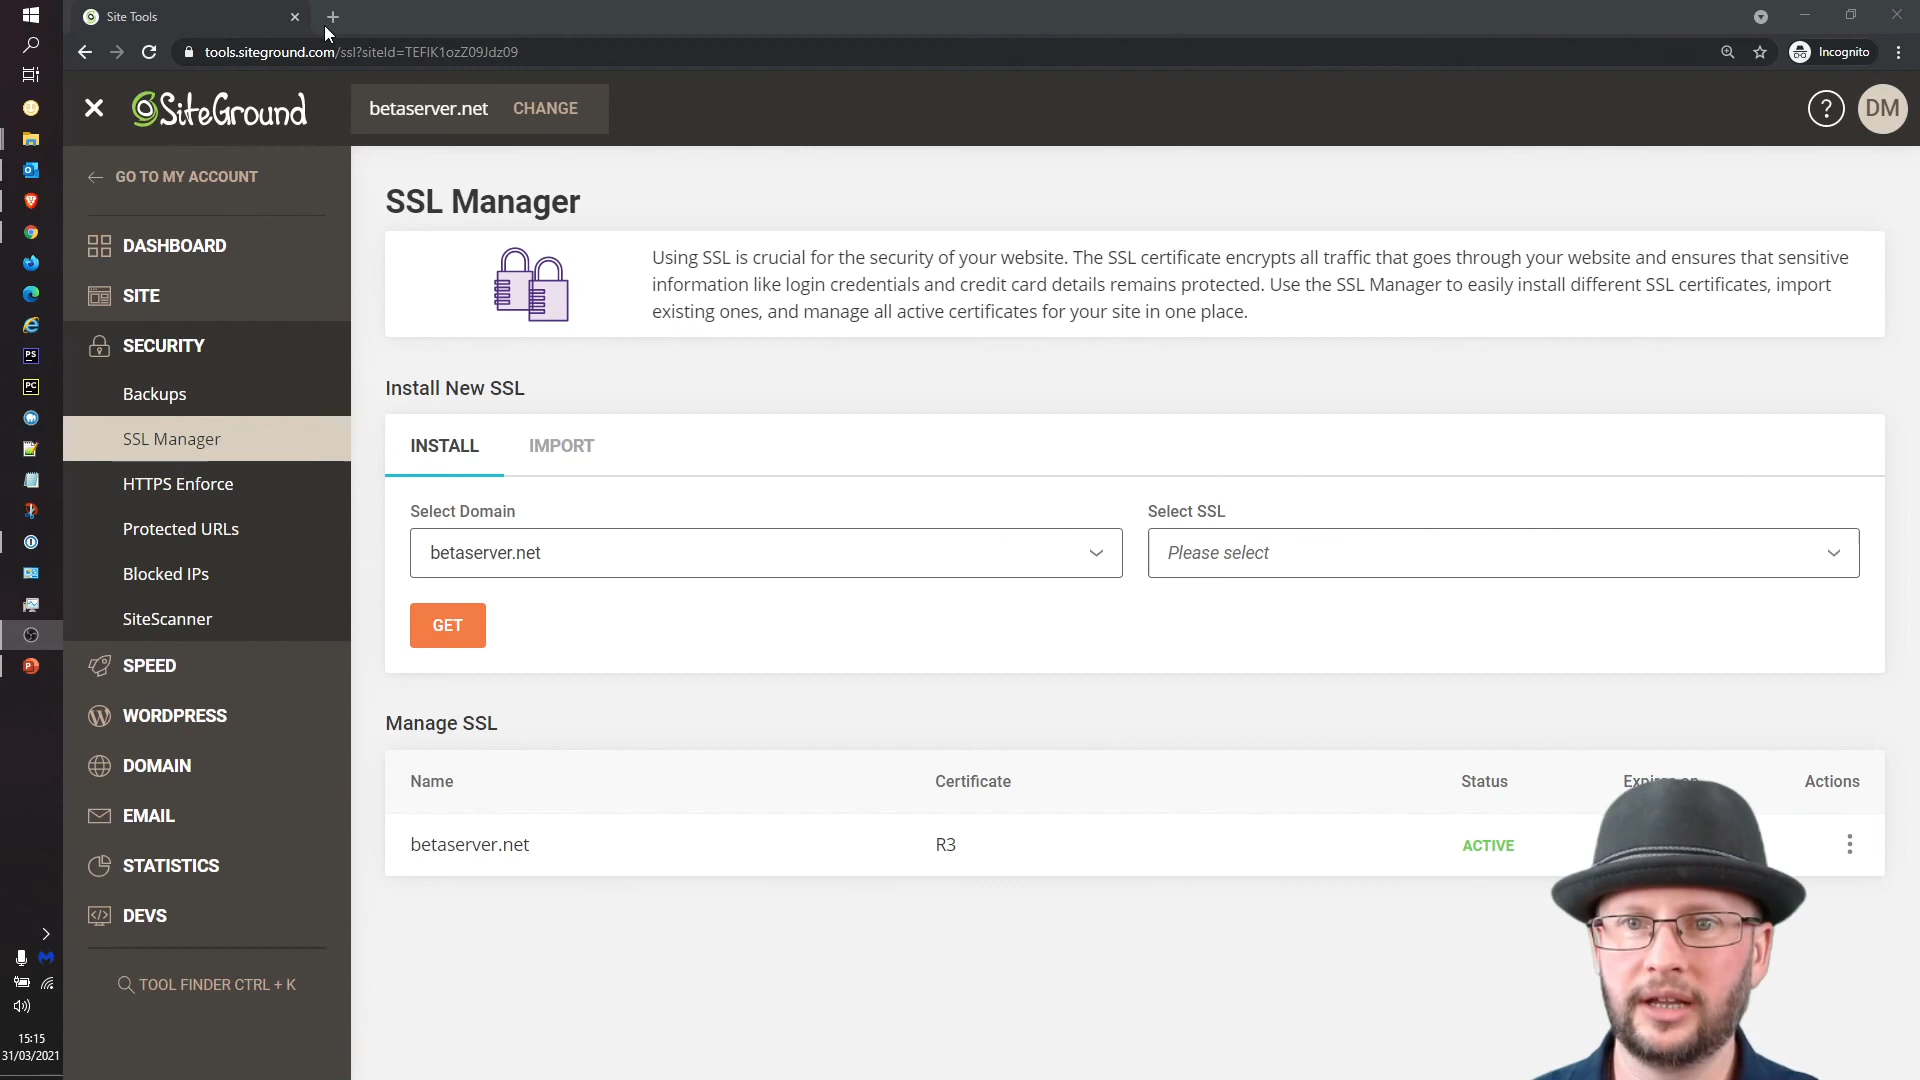 Site Tools
tools.siteground.com/ssl?siteId=TEFIK1ozZ09Jdz09
Incognito
SiteGround
betaserver.net CHANGE
? DM
GO TO MY ACCOUNT
DASHBOARD
SITE
SECURITY
Backups
SSL Manager
HTTPS Enforce
Protected URLs
Blocked IPs
SiteScanner
SPEED
WORDPRESS
DOMAIN
EMAIL
STATISTICS
DEVS
TOOL FINDER CTRL + K
SSL Manager
Using SSL is crucial for the security of your website. The SSL certificate encrypts all traffic that goes through your website and ensures that sensitive
information like login credentials and credit card details remains protected. Use the SSL Manager to easily install different SSL certificates, import
existing ones, and manage all active certificates for your site in one place.
Install New SSL
INSTALL IMPORT
Select Domain Select SSL
betaserver.net Please select
GET
Manage SSL
Name Certificate Status Expires on Actions
betaserver.net R3 ACTIVE
PS
PC
15:15
31/03/2021